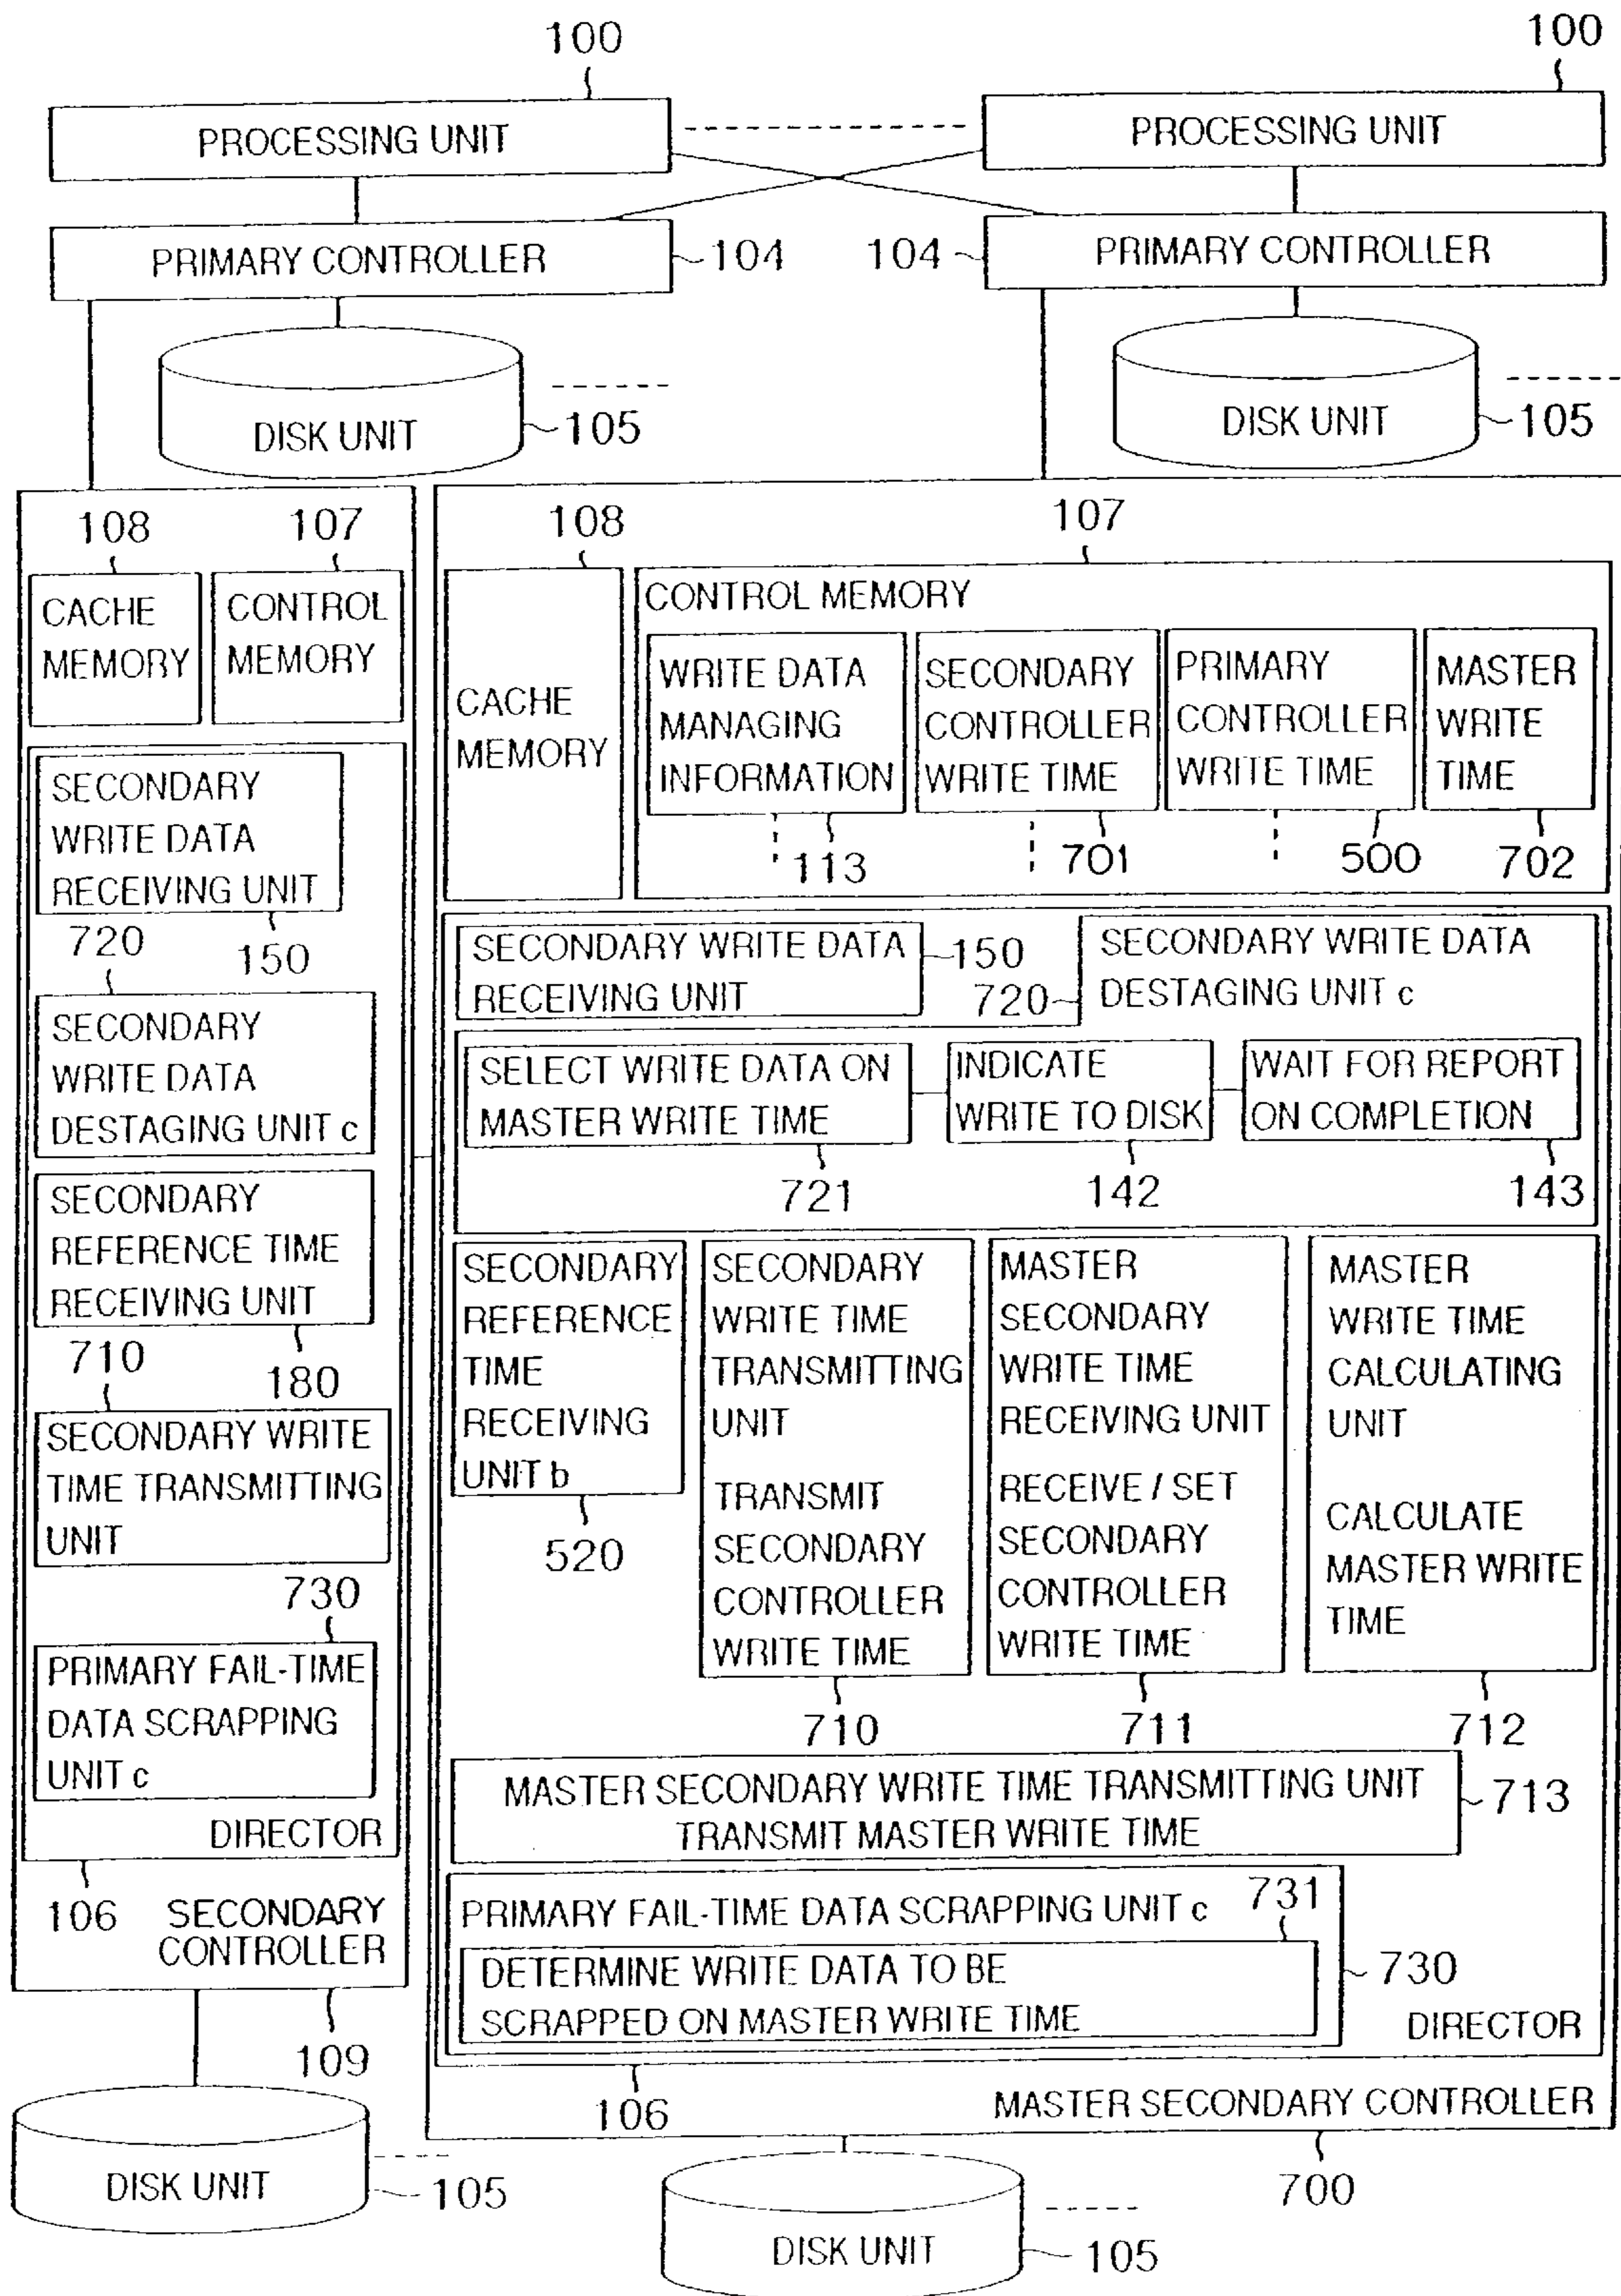 100
100
PROCESSING UNIT
PROCESSING UNIT
PRIMARY CONTROLLER
104
104
PRIMARY CONTROLLER
DISK UNIT
105
DISK UNIT
105
108
107
CACHE
MEMORY
CONTROL
MEMORY
SECONDARY
WRITE DATA
RECEIVING UNIT
720
150
SECONDARY
WRITE DATA
DESTAGING UNIT c
SECONDARY
REFERENCE TIME
RECEIVING UNIT
710
180
SECONDARY WRITE
TIME TRANSMITTING
UNIT
730
PRIMARY FAIL-TIME
DATA SCRAPPING
UNIT c
DIRECTOR
106
SECONDARY
CONTROLLER
109
DISK UNIT
105
108
107
CACHE
MEMORY
CONTROL MEMORY
WRITE DATA
MANAGING
INFORMATION
113
SECONDARY
CONTROLLER
WRITE TIME
701
PRIMARY
CONTROLLER
WRITE TIME
500
MASTER
WRITE
TIME
702
SECONDARY WRITE DATA
RECEIVING UNIT
150
720
SECONDARY WRITE DATA
DESTAGING UNIT c
SELECT WRITE DATA ON
MASTER WRITE TIME
721
INDICATE
WRITE TO DISK
142
WAIT FOR REPORT
ON COMPLETION
143
SECONDARY
REFERENCE
TIME
RECEIVING
UNIT b
520
SECONDARY
WRITE TIME
TRANSMITTING
UNIT
TRANSMIT
SECONDARY
CONTROLLER
WRITE TIME
710
MASTER
SECONDARY
WRITE TIME
RECEIVING UNIT
RECEIVE / SET
SECONDARY
CONTROLLER
WRITE TIME
711
MASTER
WRITE TIME
CALCULATING
UNIT
CALCULATE
MASTER WRITE
TIME
712
MASTER SECONDARY WRITE TIME TRANSMITTING UNIT
TRANSMIT MASTER WRITE TIME
713
PRIMARY FAIL-TIME DATA SCRAPPING UNIT c
731
DETERMINE WRITE DATA TO BE
SCRAPPED ON MASTER WRITE TIME
730
DIRECTOR
106
MASTER SECONDARY CONTROLLER
700
DISK UNIT
105